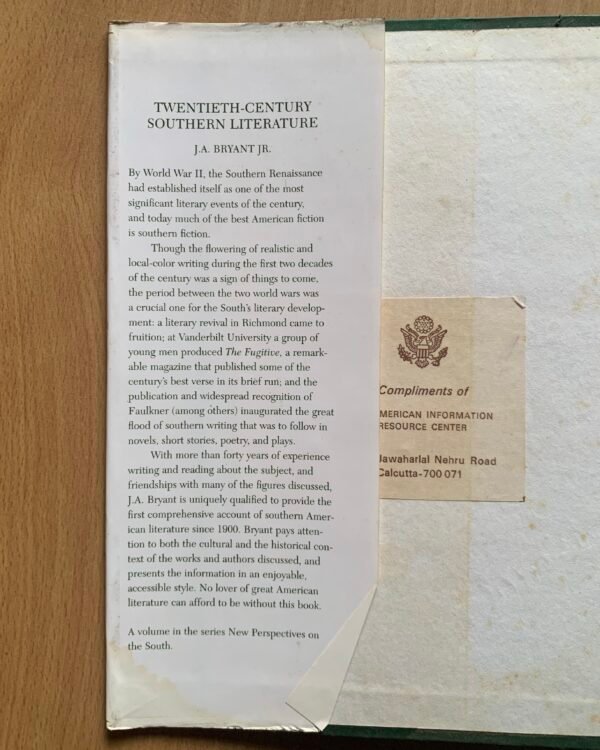 TWENTIETH-CENTURY
SOUTHERN LITERATURE
J.A. BRYANT JR.
By World War II, the Southern Renaissance
had established itself as one of the most
significant literary events of the century,
and today much of the best American fiction
is southern fiction.
Though the flowering of realistic and
local-color writing during the first two decades
of the century was a sign of things to come,
the period between the two world wars was
a crucial one for the South's literary develop-
ment: a literary revival in Richmond came to
fruition; at Vanderbilt University a group of
young men produced The Fugitive, a remark-
able magazine that published some of the
century's best verse in its brief run; and the
publication and widespread recognition of
Faulkner (among others) inaugurated the great
flood of southern writing that was to follow in
novels, short stories, poetry, and plays.
With more than forty years of experience
writing and reading about the subject, and
friendships with many of the figures discussed,
J.A. Bryant is uniquely qualified to provide the
first comprehensive account of southern Amer-
ican literature since 1900. Bryant pays atten-
tion to both the cultural and the historical con-
text of the works and authors discussed, and
presents the information in an enjoyable,
accessible style. No lover of great American
literature can afford to be without this book.
A volume in the series New Perspectives on
the South.
Compliments of
MERICAN INFORMATION
RESOURCE CENTER
Jawaharlal Nehru Road
Calcutta-700 071